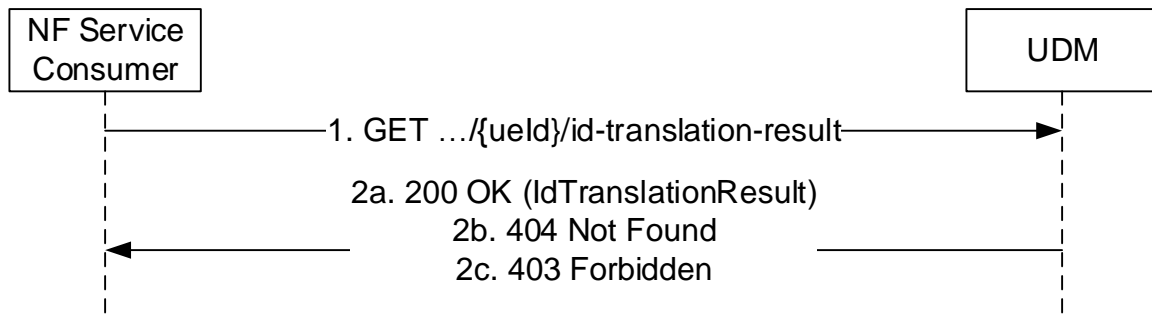 NF Service
Consumer
UDM
1. GET …/{ueId}/id-translation-result
2a. 200 OK (IdTranslationResult)
2b. 404 Not Found
2c. 403 Forbidden